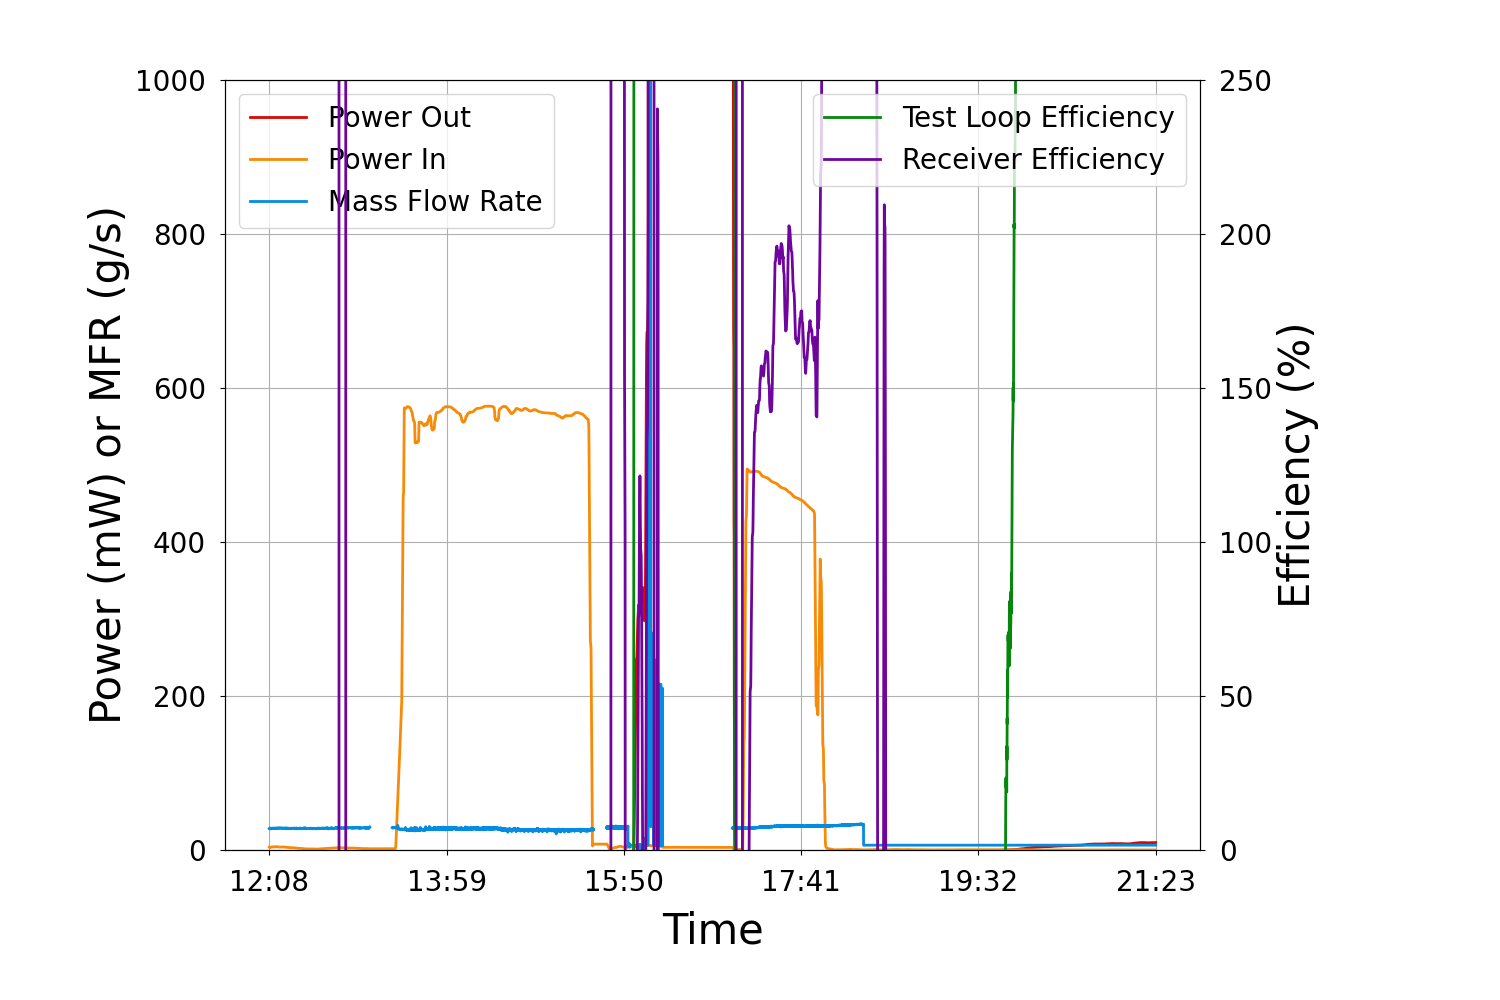 1000
800
600
400
200
0
Power (mW) or MFR (g/s)
Power Out
Power In
Mass Flow Rate
Test Loop Efficiency
Receiver Efficiency
250
200
150
100
50
0
Efficiency (%)
12:08 13:59 15:50 17:41 19:32 21:23
Time